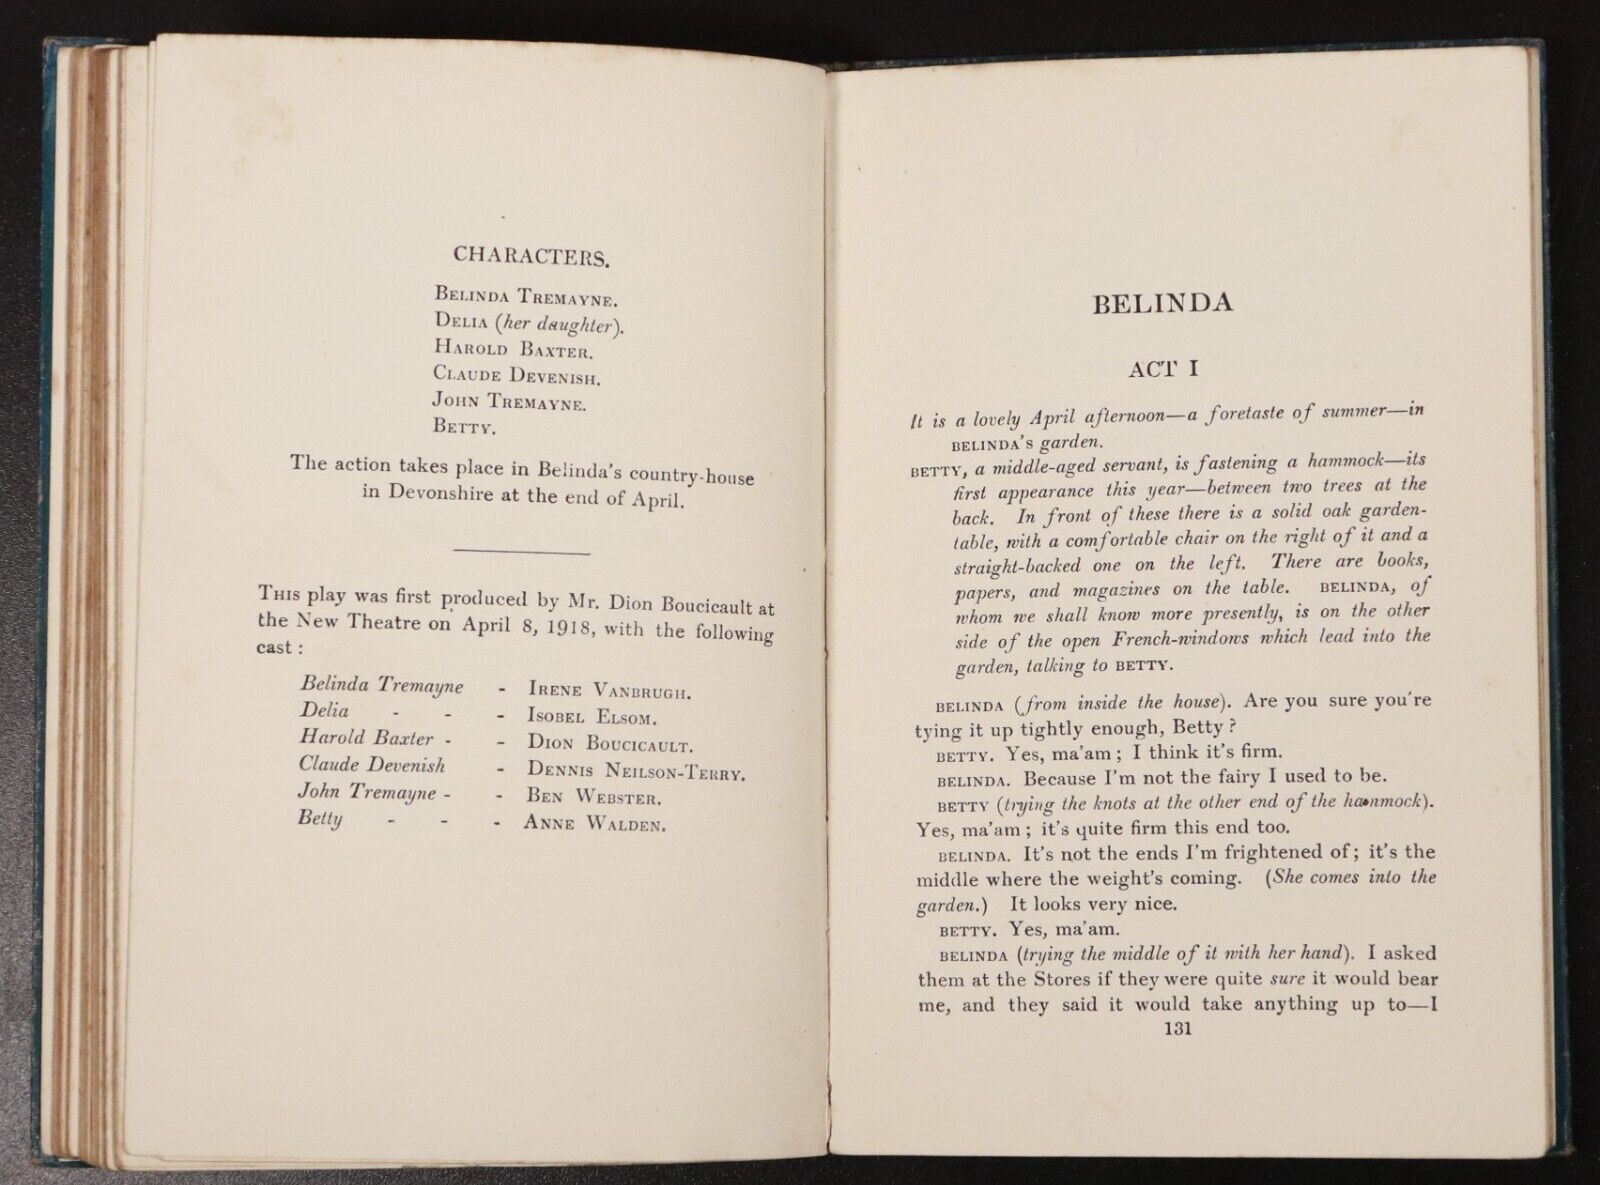 CHARACTERS.
BELINDA TREMAYNE.
DELIA (her daughter).
HAROLD BAXTER.
CLAUDE DEVENISH.
JOHN TREMAYNE.
BETTY.
The action takes place in Belinda's country-house
in Devonshire at the end of April.
THIS play was first produced by Mr. Dion Boucicault at
the New Theatre on April 8, 1918, with the following
cast :
Belinda Tremayne - IRENE VANBRUGH.
Delia - - - ISOBEL ELSOM.
Harold Baxter - - DION BOUCICAULT.
Claude Devenish - DENNIS NEILSON-TERRY.
John Tremayne - - BEN WEBSTER.
Betty - - - ANNE WALDEN.
BELINDA
ACT I
It is a lovely April afternoon—a foretaste of summer—in
BELINDA'S garden.
BETTY, a middle-aged servant, is fastening a hammock—its
first appearance this year—between two trees at the
back. In front of these there is a solid oak garden-
table, with a comfortable chair on the right of it and a
straight-backed one on the left. There are books,
papers, and magazines on the table. BELINDA, of
whom we shall know more presently, is on the other
side of the open French-windows which lead into the
garden, talking to BETTY.
BELINDA (from inside the house). Are you sure you're
tying it up tightly enough, Betty ?
BETTY. Yes, ma'am ; I think it's firm.
BELINDA. Because I'm not the fairy I used to be.
BETTY (trying the knots at the other end of the hammock).
Yes, ma'am ; it's quite firm this end too.
BELINDA. It's not the ends I'm frightened of ; it's the
middle where the weight's coming. (She comes into the
garden.) It looks very nice.
BETTY. Yes, ma'am.
BELINDA (trying the middle of it with her hand). I asked
them at the Stores if they were quite sure it would bear
me, and they said it would take anything up to—I
131